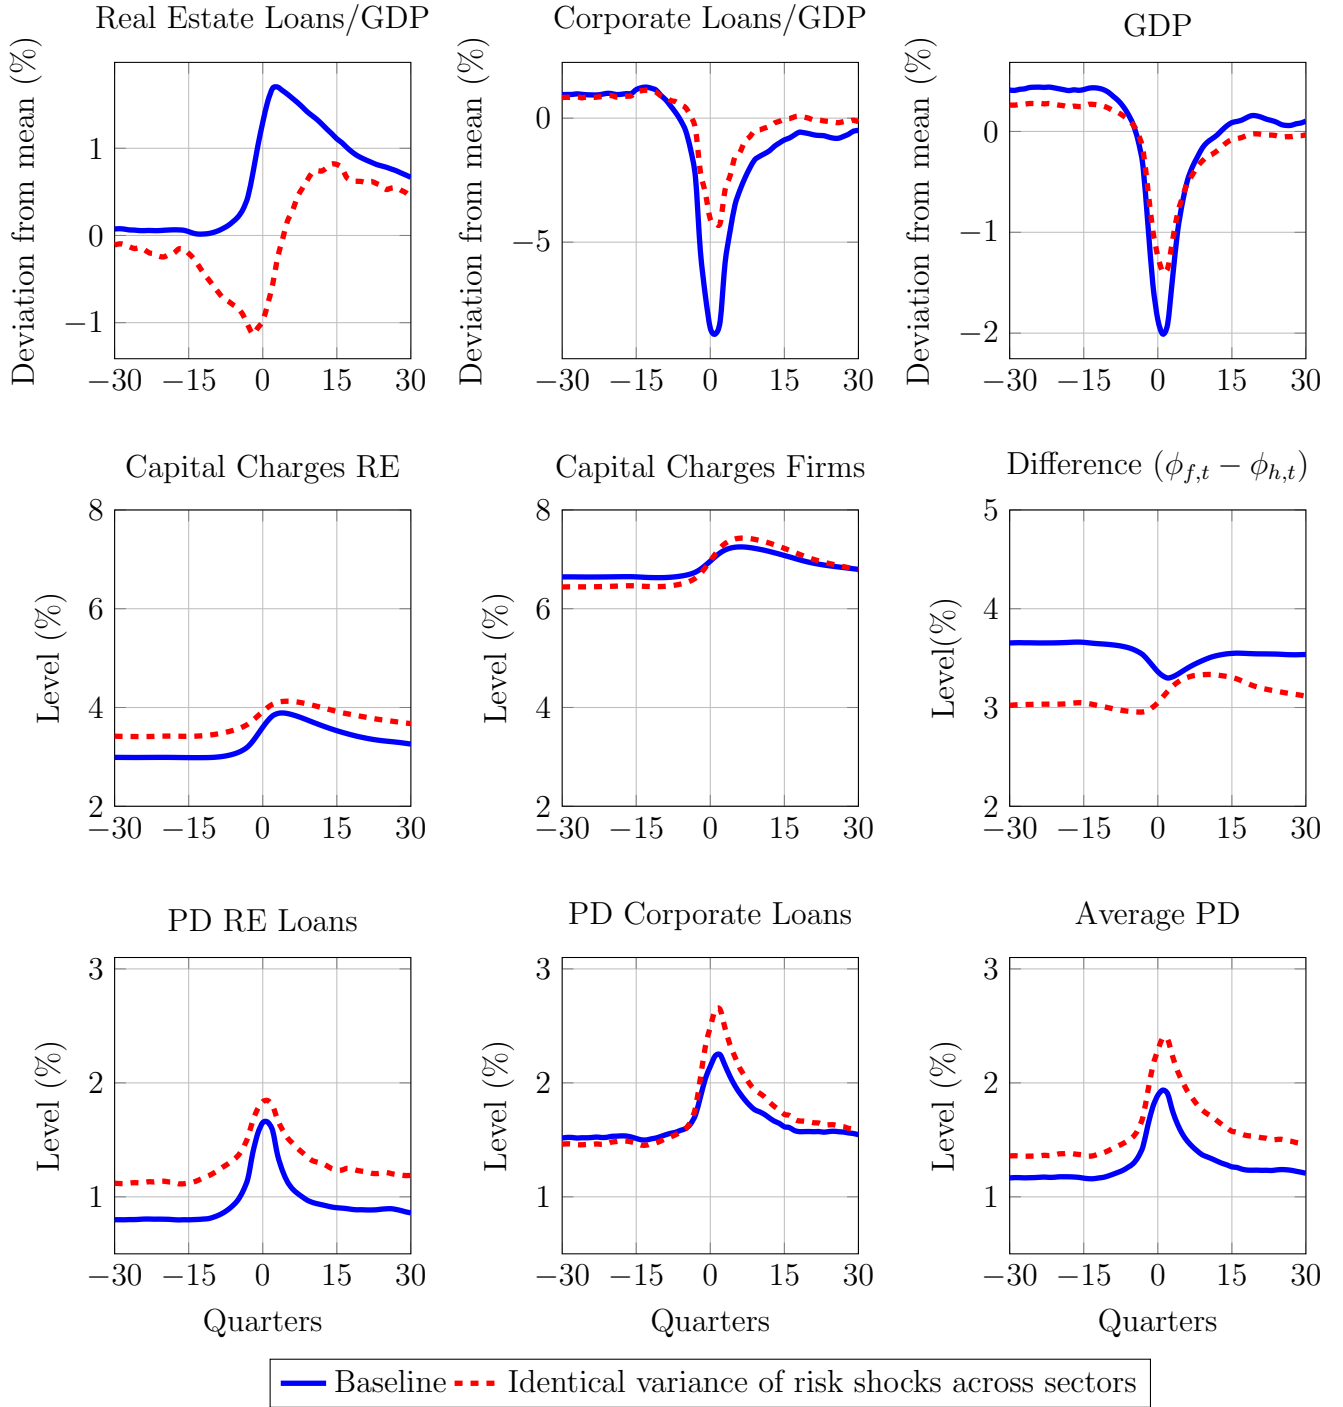 Real Estate Loans/GDP
Corporate Loans/GDP
GDP
Deviation from mean (%)
1
0
−1
−30 −15 0 15 30
Deviation from mean (%)
0
−5
−30 −15 0 15 30
Deviation from mean (%)
0
−1
−2
−30 −15 0 15 30
Capital Charges RE
Capital Charges Firms
Difference (ϕf,t − ϕh,t)
Level (%)
8
6
4
2
−30 −15 0 15 30
Level (%)
8
6
4
2
−30 −15 0 15 30
Level(%)
5
4
3
2
−30 −15 0 15 30
PD RE Loans
PD Corporate Loans
Average PD
Level (%)
3
2
1
−30 −15 0 15 30
Quarters
Level (%)
3
2
1
−30 −15 0 15 30
Quarters
Level (%)
3
2
1
−30 −15 0 15 30
Quarters
Baseline Identical variance of risk shocks across sectors